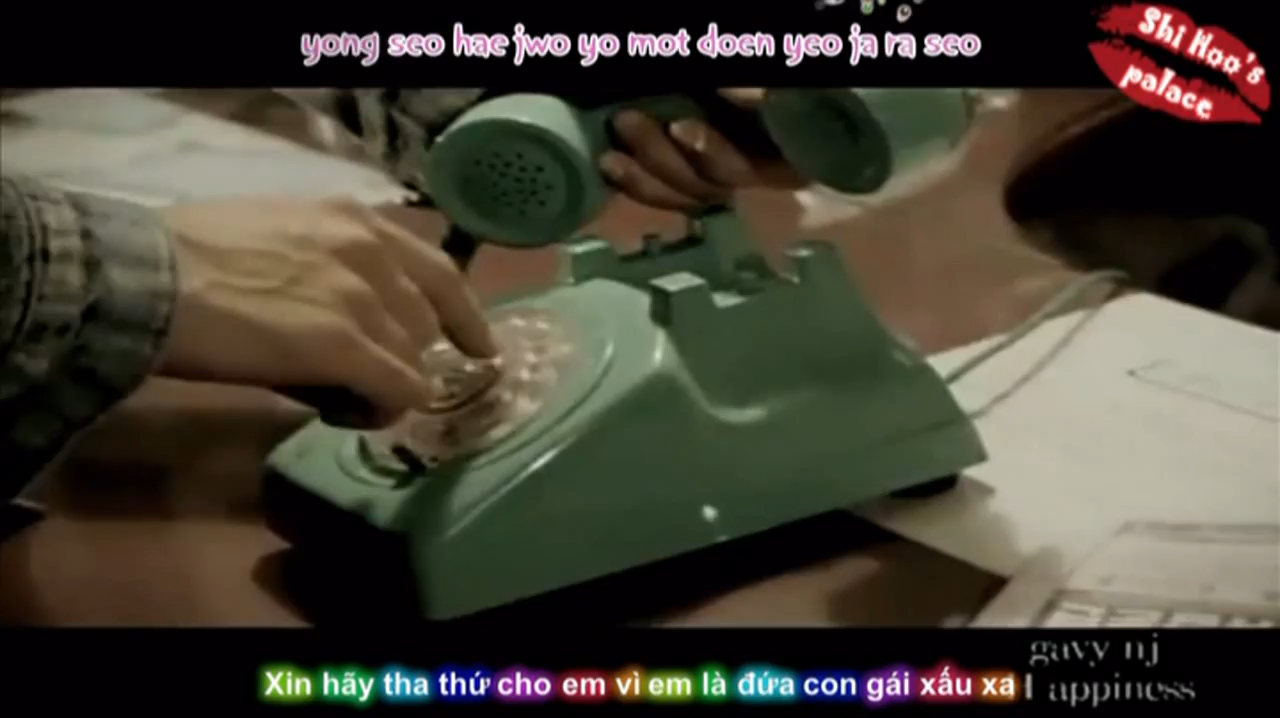 yong seo hae jwo yo mot doen yeo ja ra seo
Shi Hoo's
palace
gavy nj
Xin hãy tha thứ cho em vì em là đứa con gái xấu xa
appiness